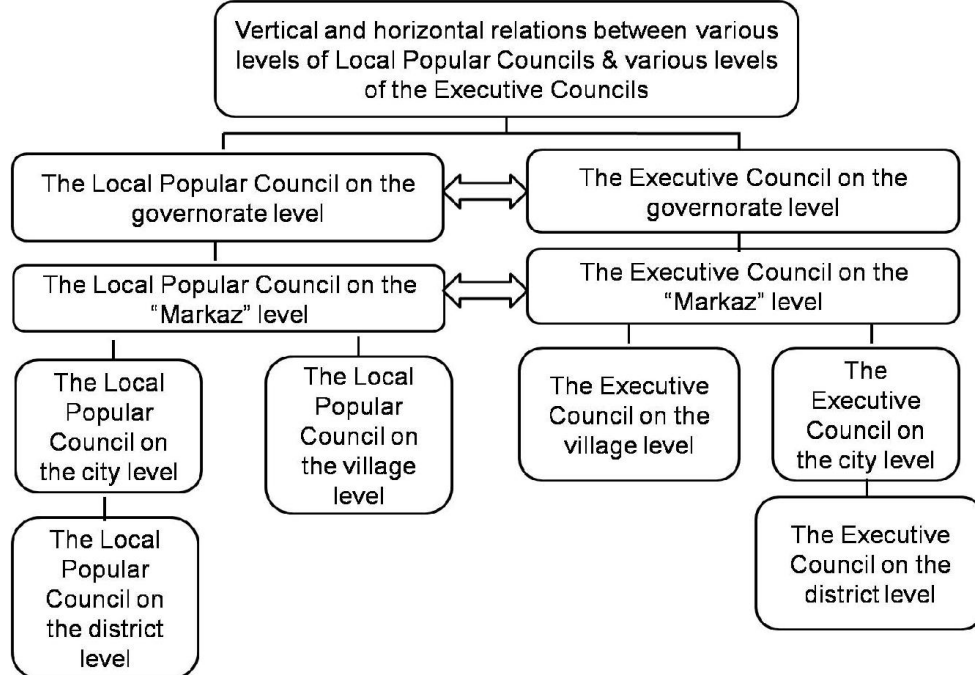 Vertical and horizontal relations between various
levels of Local Popular Councils & various levels
of the Executive Councils
The Local Popular Council on the
governorate level
The Executive Council on the
governorate level
The Local Popular Council on the
“Markaz” level
The Executive Council on the
“Markaz” level
The Local
Popular
Council on
the city level
The Local
Popular
Council on
the village
level
The Executive
Council on the
village level
The
Executive
Council on
the city level
The Local
Popular
Council on
the district
level
The Executive
Council on the
district level